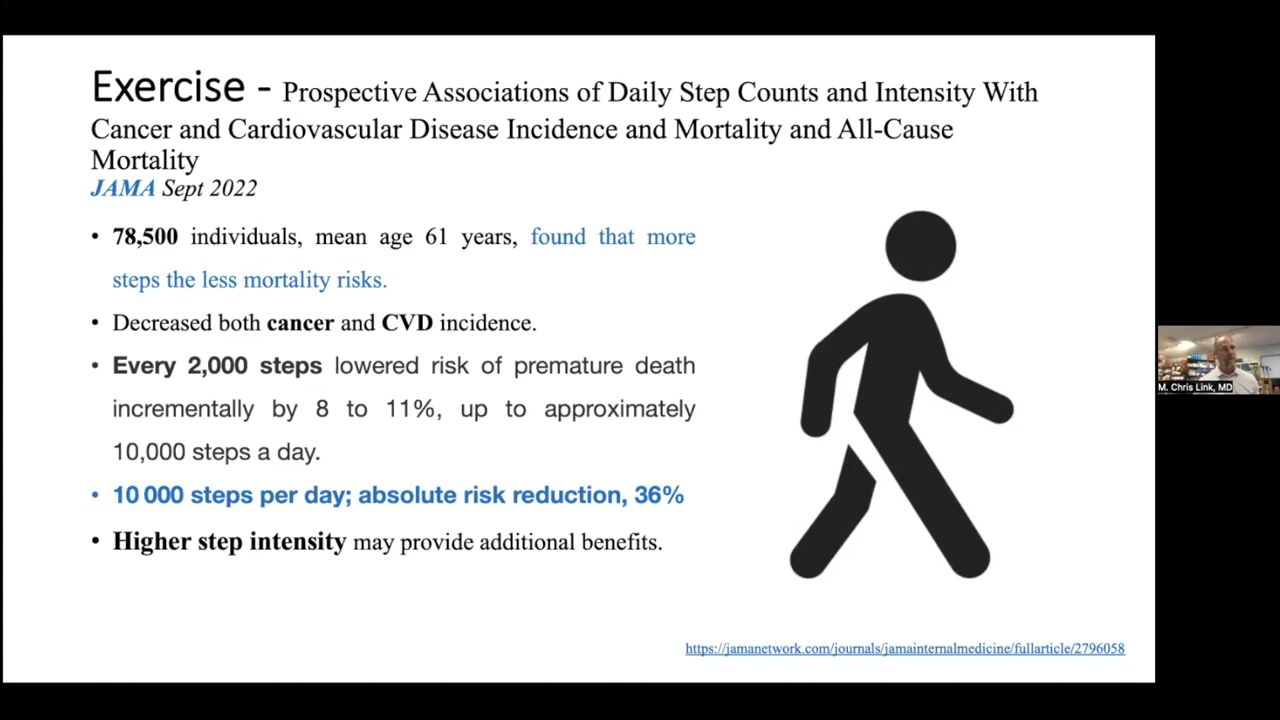 Exercise - Prospective Associations of Daily Step Counts and Intensity With
Cancer and Cardiovascular Disease Incidence and Mortality and All-Cause
Mortality
JAMA Sept 2022
• 78,500 individuals, mean age 61 years, found that more
steps the less mortality risks.
• Decreased both cancer and CVD incidence.
• Every 2,000 steps lowered risk of premature death
incrementally by 8 to 11%, up to approximately
10,000 steps a day.
• 10 000 steps per day; absolute risk reduction, 36%
• Higher step intensity may provide additional benefits.
M. Chris Link, MD
https://jamanetwork.com/journals/jamainternalmedicine/fullarticle/2796058